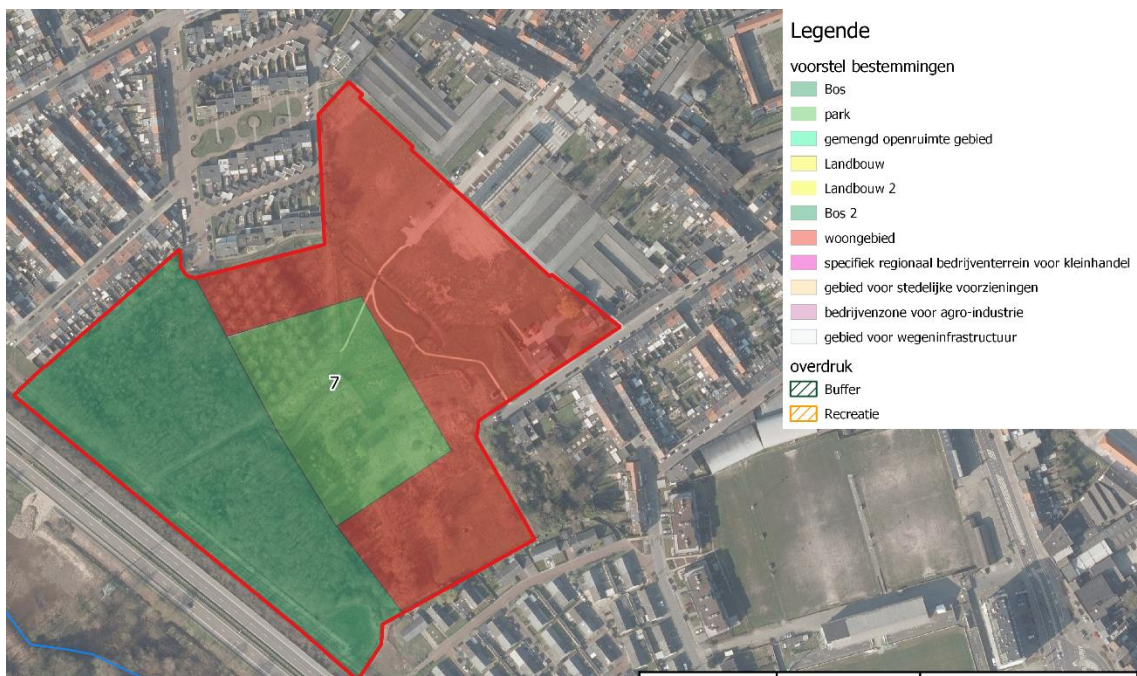 Legende
voorstel bestemmingen
Bos
park
gemengd openruimte gebied
Landbouw
Landbouw 2
Bos 2
woongebied
specifiek regionaal bedrijventerrein voor kleinhandel
gebied voor stedelijke voorzieningen
bedrijvenzone voor agro-industrie
gebied voor wegeninfrastructuur
overdruk
Buffer
Recreatie
7